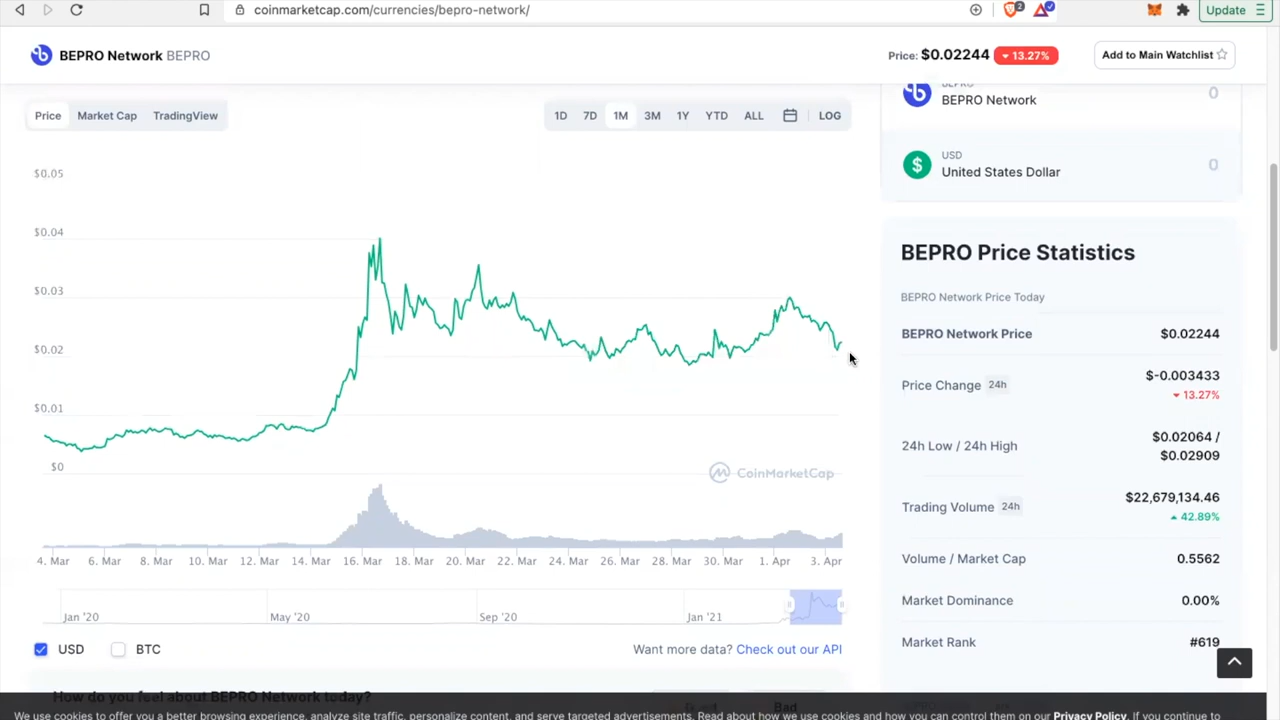 coinmarketcap.com/currencies/bepro-network/
2
Update
BEPRO Network BEPRO
Price: $0.02244 13.27%
Add to Main Watchlist
Price Market Cap TradingView
1D 7D 1M 3M 1Y YTD ALL LOG
BEPRO
BEPRO Network 0
USD
United States Dollar 0
$0.05
$0.04
$0.03
$0.02
$0.01
$0
CoinMarketCap
4. Mar 6. Mar 8. Mar 10. Mar 12. Mar 14. Mar 16. Mar 18. Mar 20. Mar 22. Mar 24. Mar 26. Mar 28. Mar 30. Mar 1. Apr 3. Apr
Jan '20 May '20 Sep '20 Jan '21
USD BTC
Want more data? Check out our API
BEPRO Price Statistics
BEPRO Network Price Today
BEPRO Network Price $0.02244
Price Change 24h $-0.003433
13.27%
24h Low / 24h High $0.02064 /
$0.02909
Trading Volume 24h $22,679,134.46
42.89%
Volume / Market Cap 0.5562
Market Dominance 0.00%
Market Rank #619
How do you feel about BEPRO Network today?
Bad
We use cookies to offer you a better browsing experience, analyze site traffic, personalize content, and serve targeted advertisements. Read about how we use cookies and how you can control them on our Privacy Policy. If you continue to